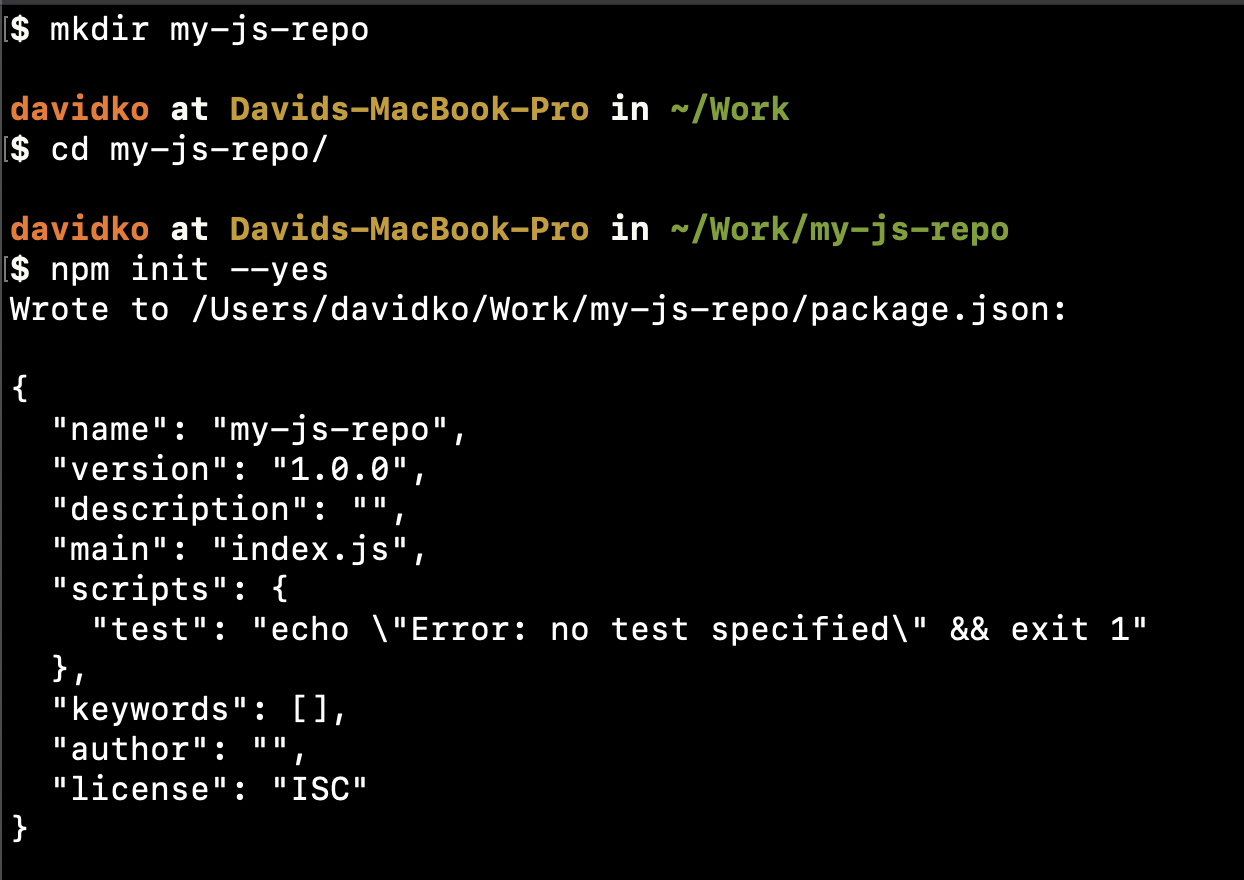 $ mkdir my-js-repo
davidko at Davids-MacBook-Pro in ~/Work
$ cd my-js-repo/
davidko at Davids-MacBook-Pro in ~/Work/my-js-repo
$ npm init --yes
Wrote to /Users/davidko/Work/my-js-repo/package.json:
{
  "name": "my-js-repo",
  "version": "1.0.0",
  "description": "",
  "main": "index.js",
  "scripts": {
    "test": "echo \"Error: no test specified\" && exit 1"
  },
  "keywords": [],
  "author": "",
  "license": "ISC"
}